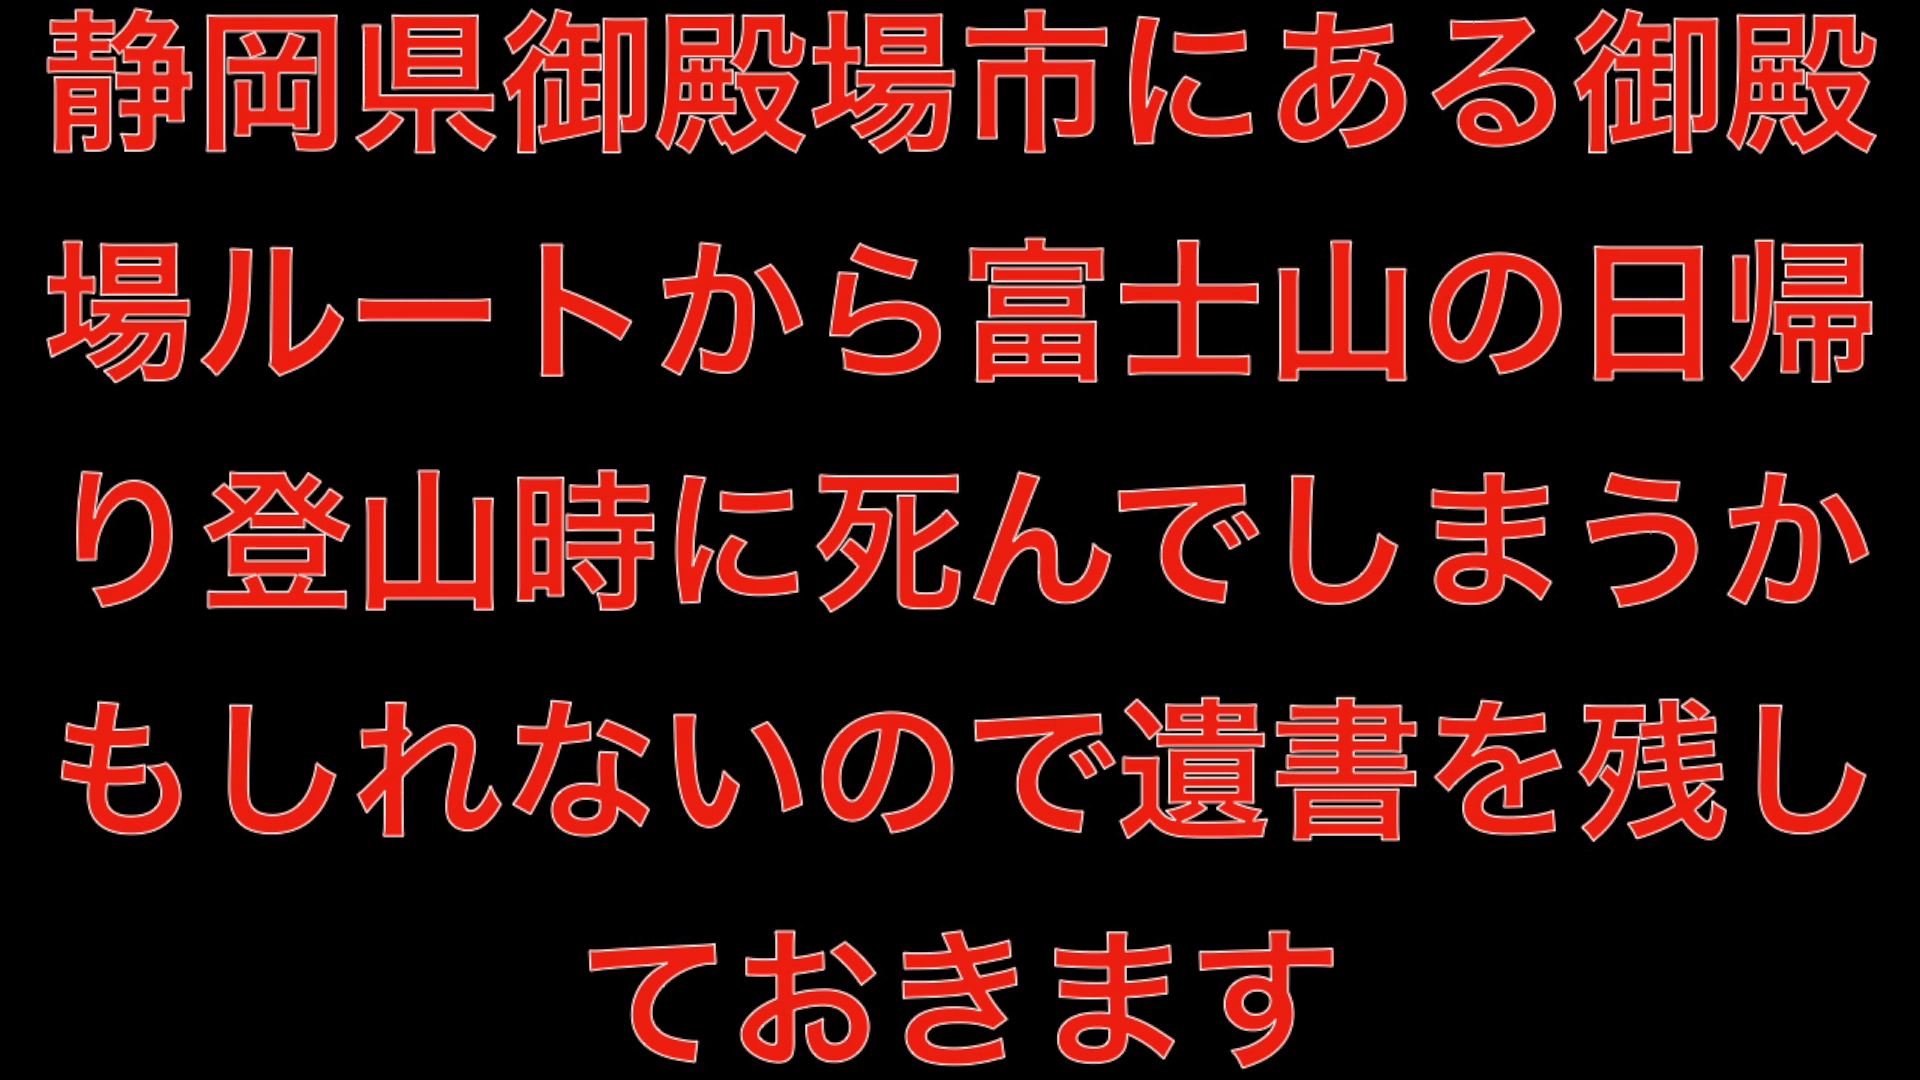 静岡県御殿場市にある御殿
場ルートから富士山の日帰
り登山時に死んでしまうか
もしれないので遺書を残し
ておきます